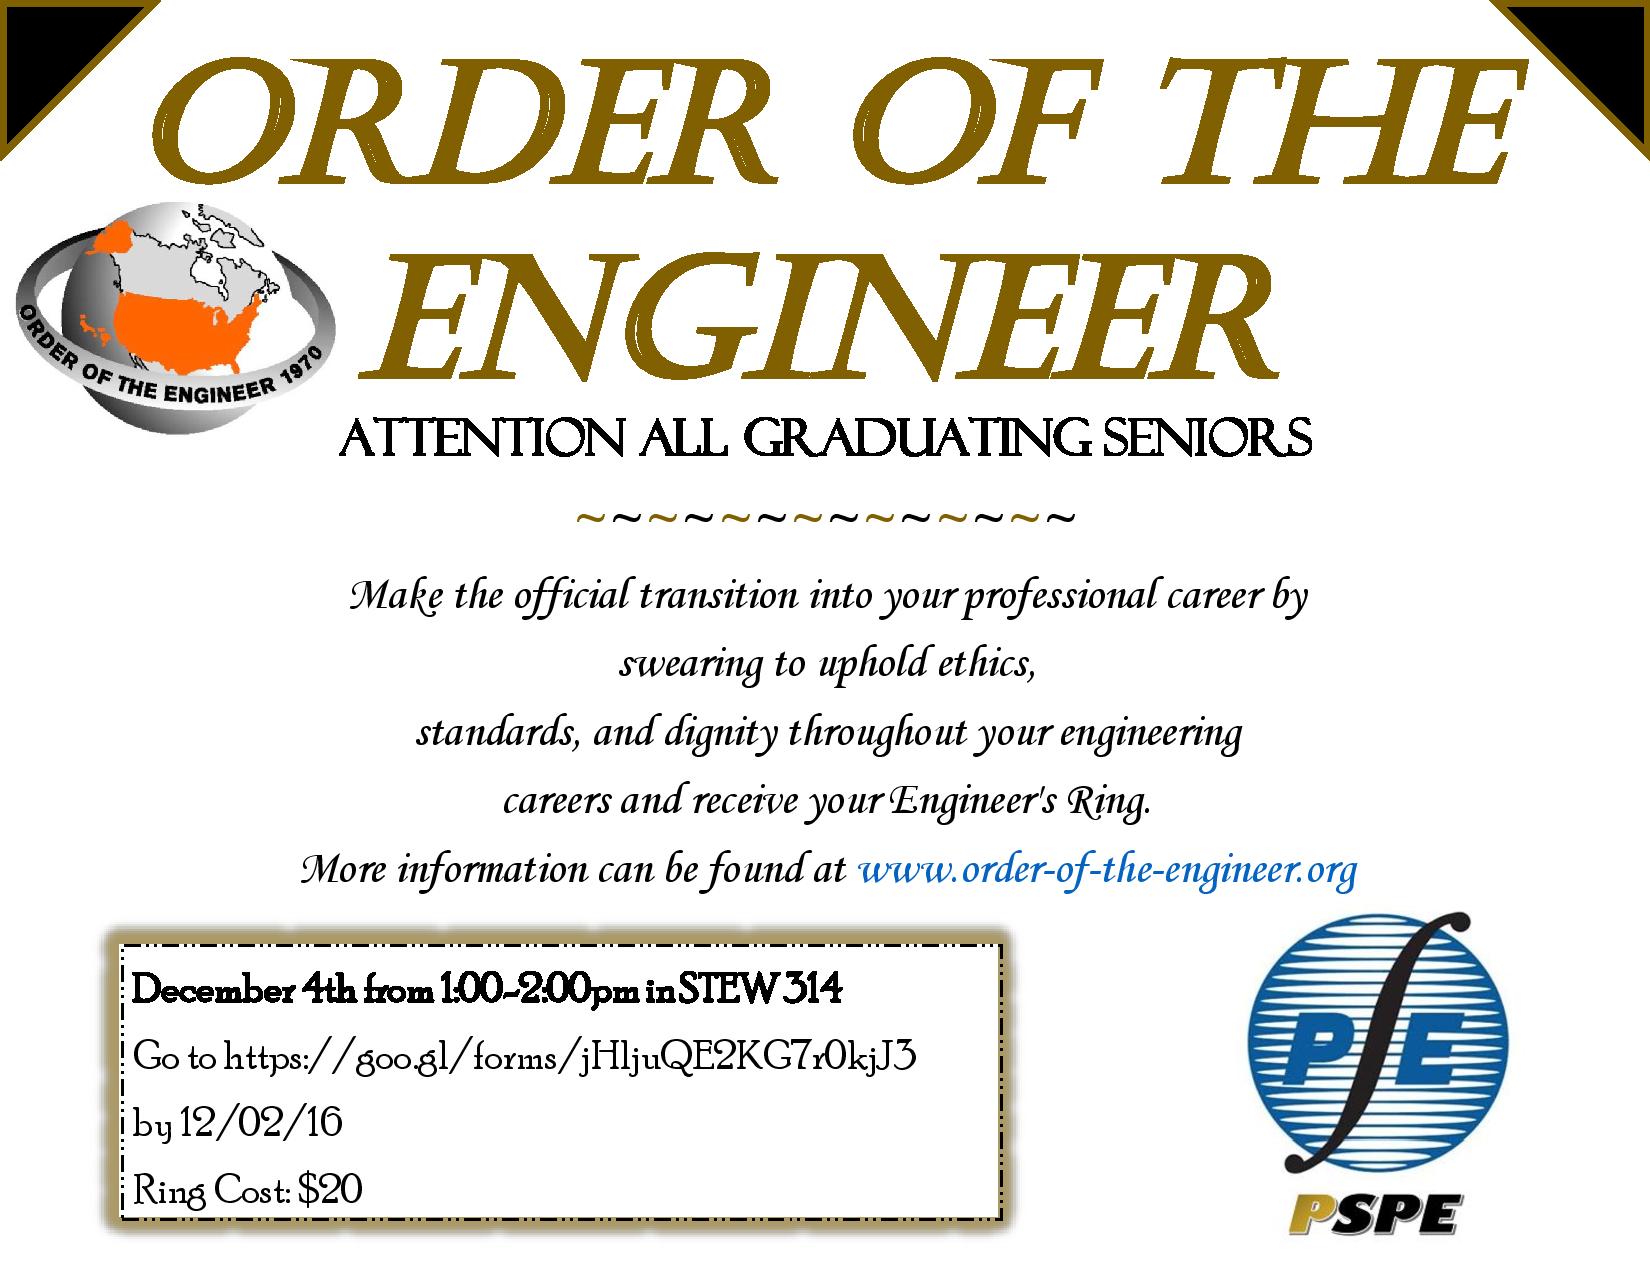 ORDER OF THE
ENGINEER
ORDER OF THE ENGINEER 1970
ATTENTION ALL GRADUATING SENIORS
~~~~~~~~~~~~~~
Make the official transition into your professional career by
swearing to uphold ethics,
standards, and dignity throughout your engineering
careers and receive your Engineer's Ring.
More information can be found at www.order-of-the-engineer.org
December 4th from 1:00-2:00pm in STEW 314
Go to https://goo.gl/forms/jHljuQE2KG7r0kjJ3
by 12/02/16
Ring Cost: $20
PE
PSPE